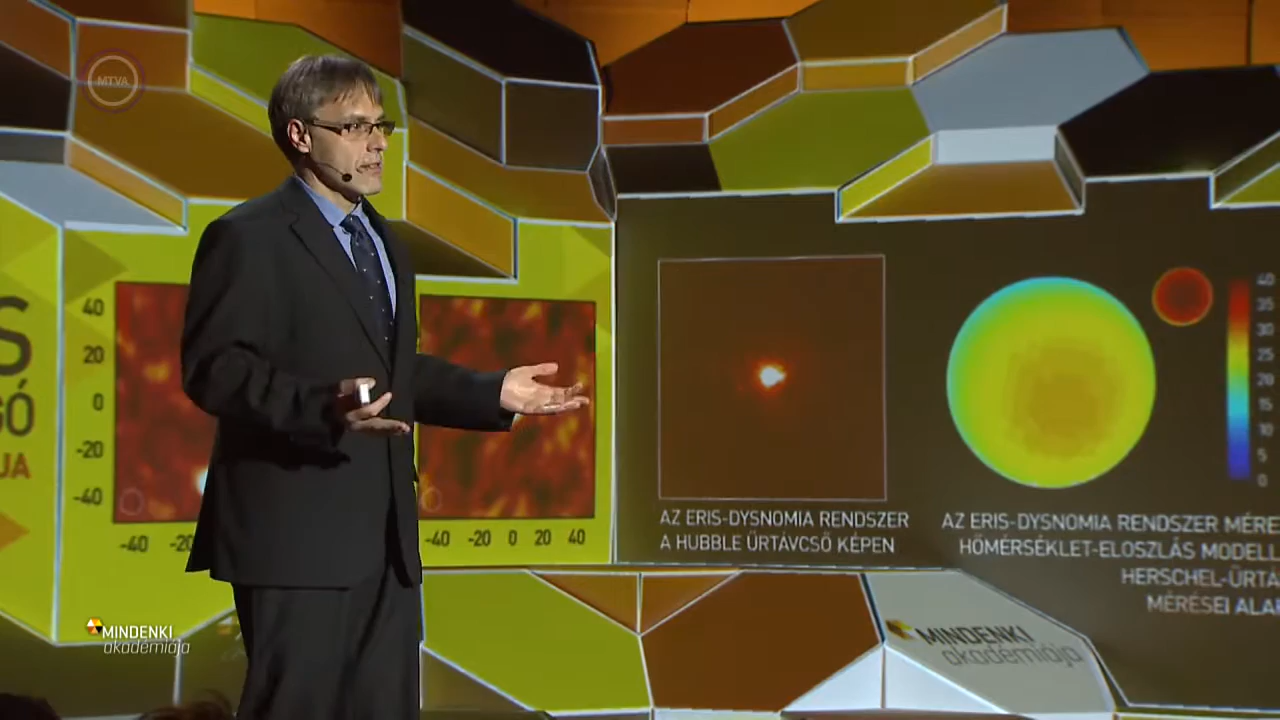 MTVA
S
GÓ
JA
40
20
0
-20
-40
-40 -20
-40 -20 0 20 40
AZ ERIS-DYSNOMIA RENDSZER
A HUBBLE ŰRTÁVCSŐ KÉPEN
40
35
30
25
20
15
10
5
0
AZ ERIS-DYSNOMIA RENDSZER MÉRE
HŐMÉRSÉKLET-ELOSZLÁS MODELL
HERSCHEL-ŰRTÁ
MÉRÉSEI ALA
MINDENKI
akadémiája
MINDENKI
akadémiája